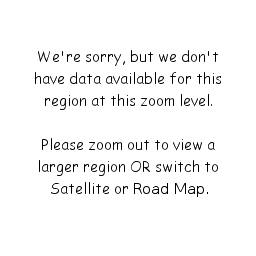 We're sorry, but we don't
have data available for this
region at this zoom level.
Please zoom out to view a
larger region OR switch to
Satellite or Road Map.